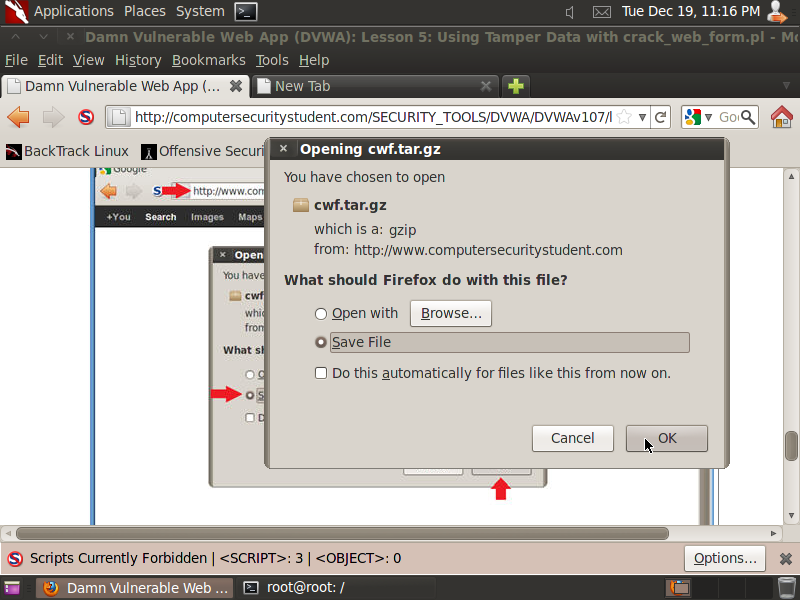 Applications Places System Tue Dec 19, 11:16 PM
Damn Vulnerable Web App (DVWA): Lesson 5: Using Tamper Data with crack_web_form.pl - Mo
File Edit View History Bookmarks Tools Help
Damn Vulnerable Web App (... New Tab
http://computersecuritystudent.com/SECURITY_TOOLS/DVWA/DVWAv107/l Go
BackTrack Linux Offensive Securi
Google
http://www.com
+You Search Images Maps
Open
You have
cwf
whic
from
What sh
Opening cwf.tar.gz
You have chosen to open
cwf.tar.gz
which is a: gzip
from: http://www.computersecuritystudent.com
What should Firefox do with this file?
Open with Browse...
Save File
Do this automatically for files like this from now on.
Cancel OK
Scripts Currently Forbidden | <SCRIPT>: 3 | <OBJECT>: 0 Options...
Damn Vulnerable Web ... root@root: /